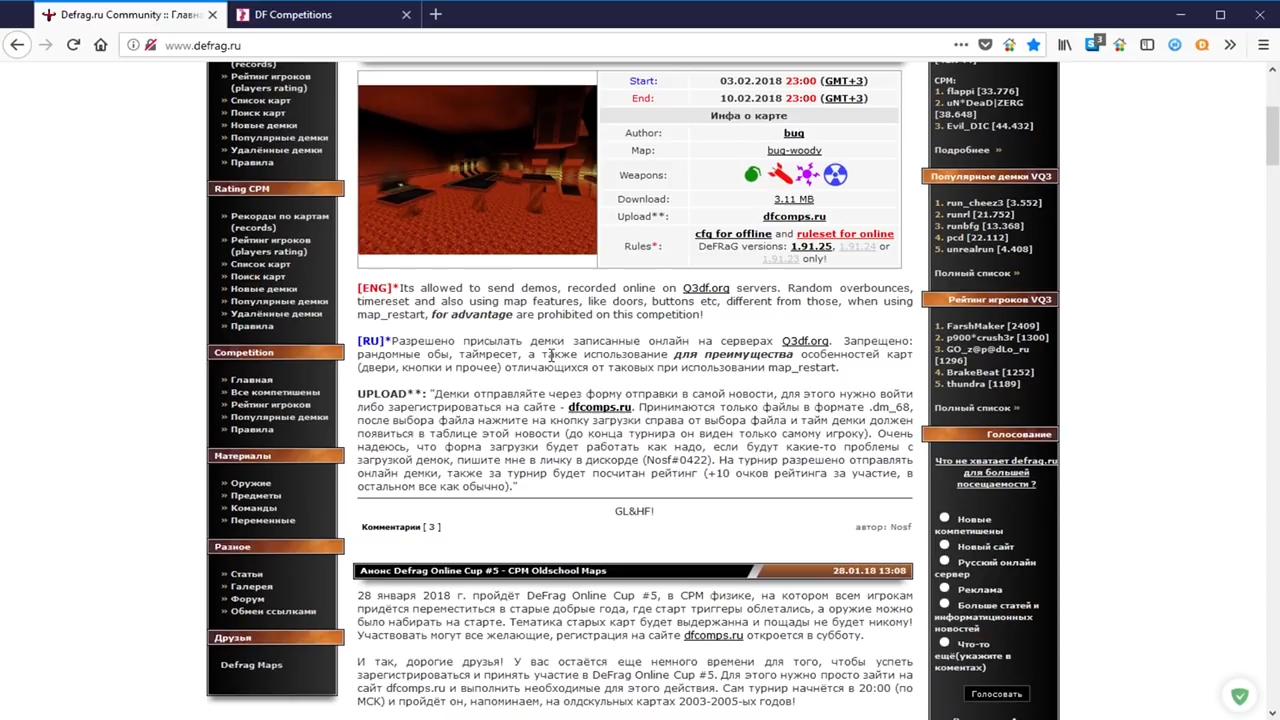 Defrag.ru Community :: Главна
DF Competitions
www.defrag.ru
3
(records)
» Рейтинг игроков
(players rating)
» Список карт
» Поиск карт
» Новые демки
» Популярные демки
» Удалённые демки
» Правила
Rating CPM
» Рекорды по картам
(records)
» Рейтинг игроков
(players rating)
» Список карт
» Поиск карт
» Новые демки
» Популярные демки
» Удалённые демки
» Правила
Competition
» Главная
» Все компетишены
» Рейтинг игроков
» Популярные демки
» Правила
Материалы
» Оружие
» Предметы
» Команды
» Переменные
Разное
» Статьи
» Галерея
» Форум
» Обмен ссылками
Друзья
Defrag Maps
Start: 03.02.2018 23:00 (GMT+3)
End: 10.02.2018 23:00 (GMT+3)
Инфа о карте
Author: bug
Map: bug-woody
Weapons:
Download: 3.11 MB
Upload**: dfcomps.ru
Rules*: cfg for offline and ruleset for online
DeFRaG versions: 1.91.25, 1.91.24 or
1.91.23 only!
[ENG]*Its allowed to send demos, recorded online on Q3df.org servers. Random overbounces,
timereset and also using map features, like doors, buttons etc, different from those, when using
map_restart, for advantage are prohibited on this competition!
[RU]*Разрешено присылать демки записанные онлайн на серверах Q3df.org. Запрещено:
рандомные обы, таймресет, а также использование для преимущества особенностей карт
(двери, кнопки и прочее) отличающихся от таковых при использовании map_restart.
UPLOAD**: "Демки отправляйте через форму отправки в самой новости, для этого нужно войти
либо зарегистрироваться на сайте - dfcomps.ru. Принимаются только файлы в формате .dm_68,
после выбора файла нажмите на кнопку загрузки справа от выбора файла и тайм демки должен
появиться в таблице этой новости (до конца турнира он виден только самому игроку). Очень
надеюсь, что форма загрузки будет работать как надо, если будут какие-то проблемы с
загрузкой демок, пишите мне в личку в дискорде (Nosf#0422). На турнир разрешено отправлять
онлайн демки, также за турнир будет посчитан рейтинг (+10 очков рейтинга за участие, в
остальном все как обычно)."
GL&HF!
Комментарии [ 3 ]
автор: Nosf
Анонс Defrag Online Cup #5 - CPM Oldschool Maps 28.01.18 13:08
28 января 2018 г. пройдёт DeFrag Online Cup #5, в CPM физике, на котором всем игрокам
придётся переместиться в старые добрые года, где старт триггеры облетались, а оружие можно
было набирать на старте. Тематика старых карт будет выдержанна и пощады не будет никому!
Участвовать могут все желающие, регистрация на сайте dfcomps.ru откроется в субботу.
И так, дорогие друзья! У вас остаётся еще немного времени для того, чтобы успеть
зарегистрироваться и принять участие в DeFrag Online Cup #5. Для этого нужно просто зайти на
сайт dfcomps.ru и выполнить необходимые для этого действия. Сам турнир начнётся в 20:00 (по
МСК) и пройдёт он, напоминаем, на олдскульных картах 2003-2005-ых годов!
CPM:
1. flappi [33.776]
2. uN*DeaD|ZERG
[38.648]
3. Evil_DIC [44.432]
Подробнее »
Популярные демки VQ3
1. run_cheez3 [3.552]
2. runrl [21.752]
3. runbfg [13.368]
4. pcd [22.112]
5. unrealrun [4.408]
Полный список »
Рейтинг игроков VQ3
1. FarshMaker [2409]
2. p900*crush3r [1300]
3. GO_z@p@dLo_ru
[1296]
4. BrakeBeat [1252]
5. thundra [1189]
Полный список »
Голосование
Что не хватает defrag.ru
для большей
посещаемости ?
Новые
компетишены
Новый сайт
Русский онлайн
сервер
Реклама
Больше статей и
информатицонных
новостей
Что-то
ещё(укажите в
коментах)
Голосовать